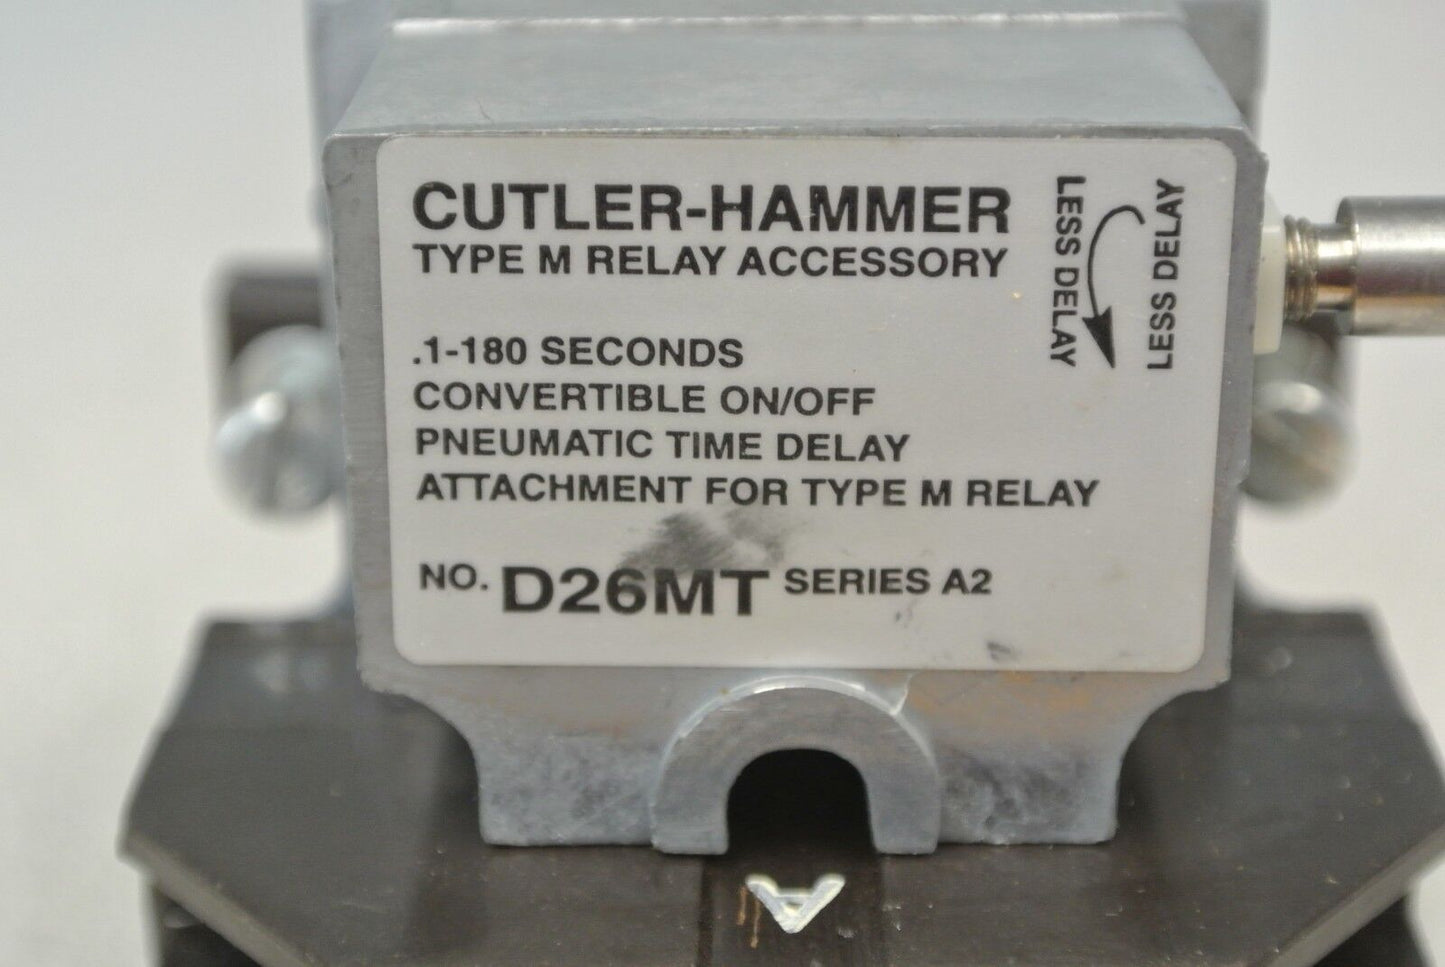 CUTLER-HAMMER
TYPE M RELAY ACCESSORY
LESS DELAY
LESS DELAY
.1-180 SECONDS
CONVERTIBLE ON/OFF
PNEUMATIC TIME DELAY
ATTACHMENT FOR TYPE M RELAY
NO. D26MT SERIES A2
A